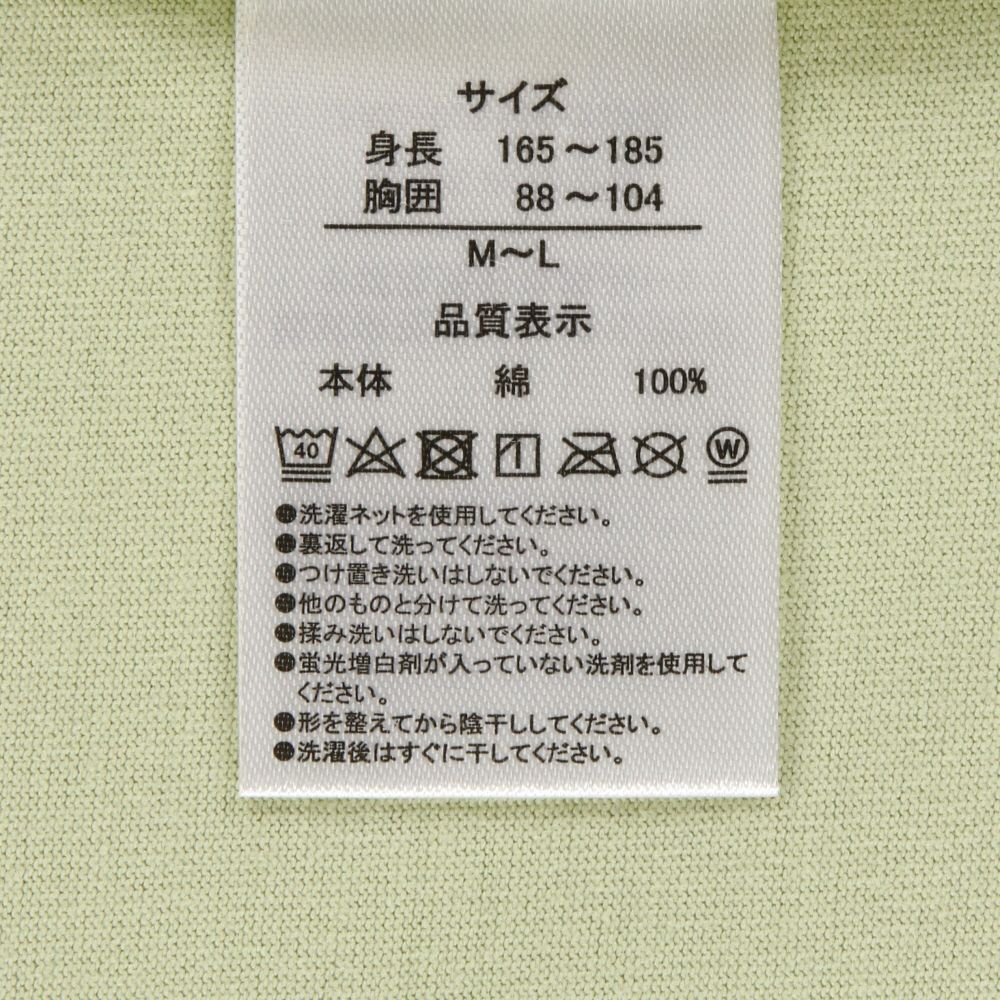 サイズ
身長 165～185
胸囲 88～104
M～L
品質表示
本体 綿 100%
40 W
●洗濯ネットを使用してください。
●裏返して洗ってください。
●つけ置き洗いはしないでください。
●他のものと分けて洗ってください。
●揉み洗いはしないでください。
●蛍光増白剤が入っていない洗剤を使用して
ください。
●形を整えてから陰干ししてください。
●洗濯後はすぐに干してください。